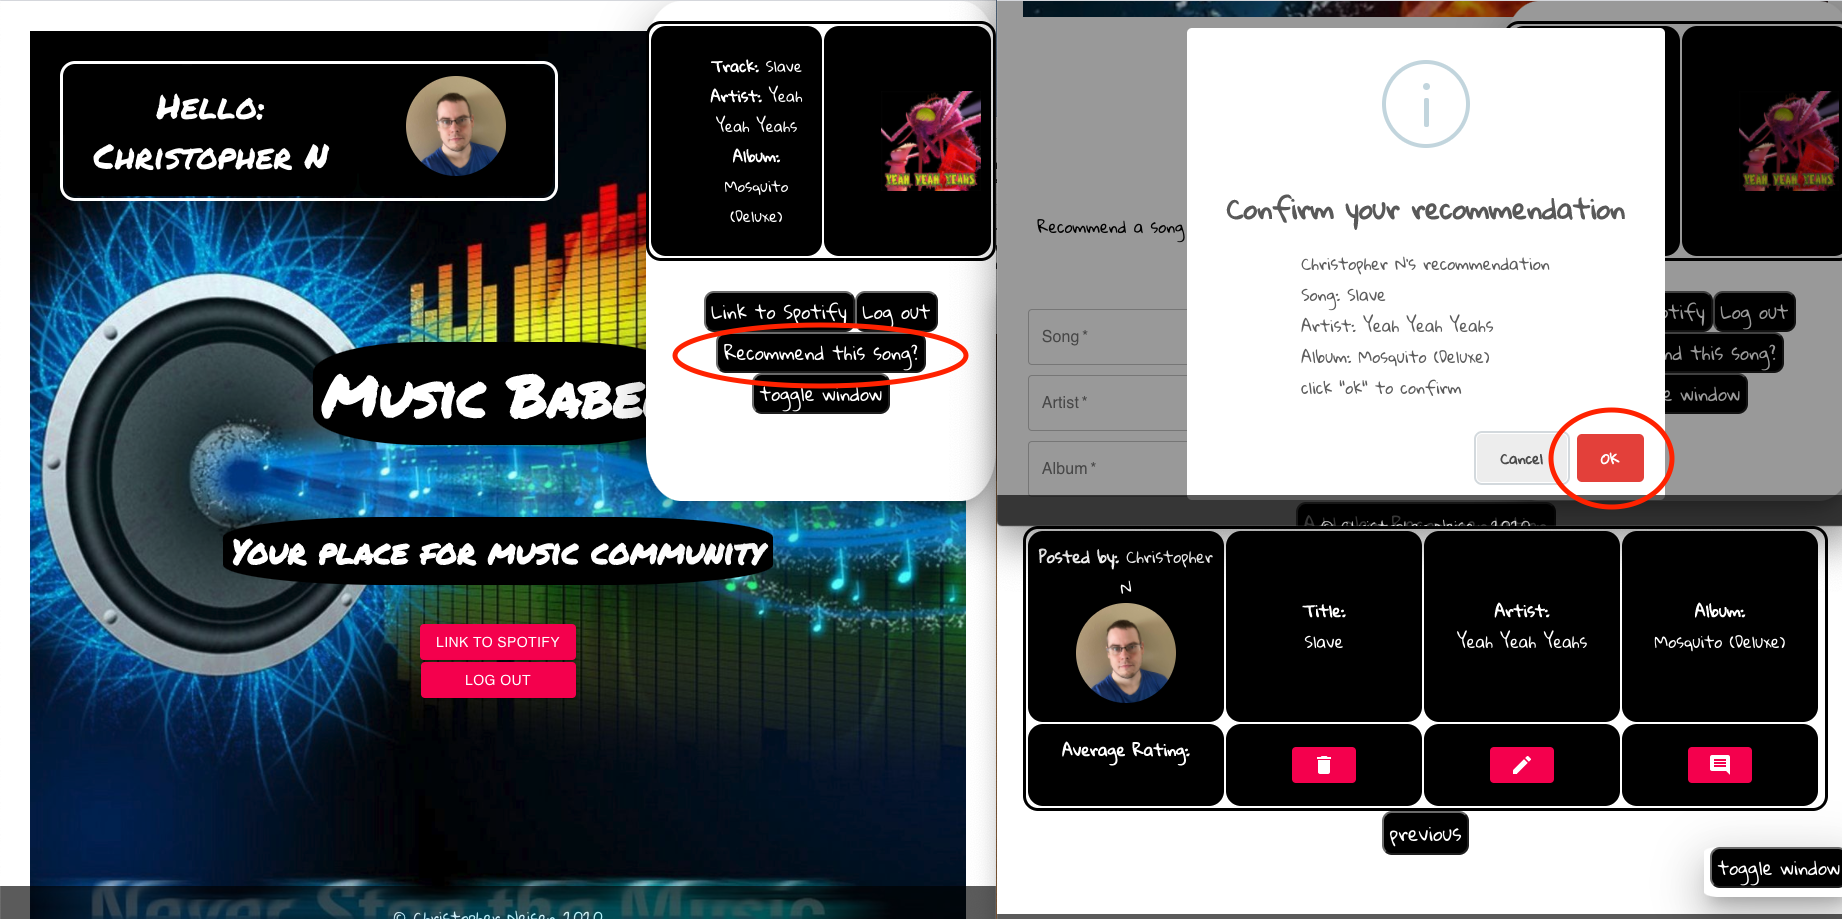 Hello:
Christopher N
Track: Slave
Artist: Yeah
Yeah Yeahs
Album:
Mosquito
(Deluxe)
YEAH YEAH YEAHS
Link to Spotify
Log out
Recommend this song?
toggle window
Music Babe
Your place for music community
LINK TO SPOTIFY
LOG OUT
Never Stop the Music
© Christopher Neisen 2020
Recommend a song
Song *
Artist *
Album *
Confirm your recommendation
Christopher N's recommendation
Song: Slave
Artist: Yeah Yeah Yeahs
Album: Mosquito (Deluxe)
click "ok" to confirm
Cancel
OK
YEAH YEAH YEAHS
tify
Log out
nd this song?
e window
Posted by: Christopher
N
Title:
Slave
Artist:
Yeah Yeah Yeahs
Album:
Mosquito (Deluxe)
Average Rating:
previous
toggle window